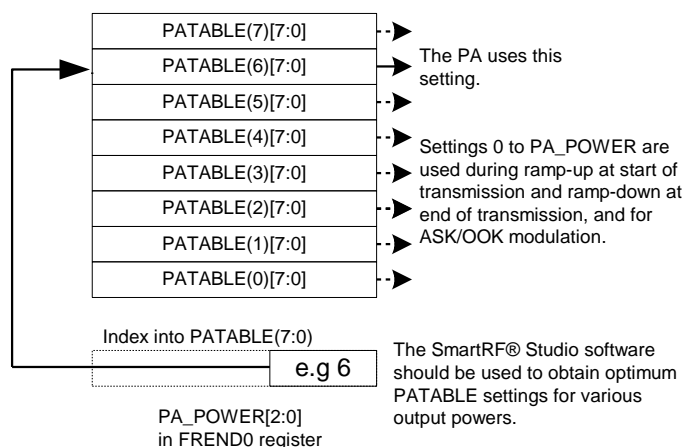 PATABLE(7)[7:0]
PATABLE(6)[7:0]
PATABLE(5)[7:0]
PATABLE(4)[7:0]
PATABLE(3)[7:0]
PATABLE(2)[7:0]
PATABLE(1)[7:0]
PATABLE(0)[7:0]
The PA uses this
setting.
Settings 0 to PA_POWER are
used during ramp-up at start of
transmission and ramp-down at
end of transmission, and for
ASK/OOK modulation.
Index into PATABLE(7:0)
e.g 6
PA_POWER[2:0]
in FREND0 register
The SmartRF® Studio software
should be used to obtain optimum
PATABLE settings for various
output powers.